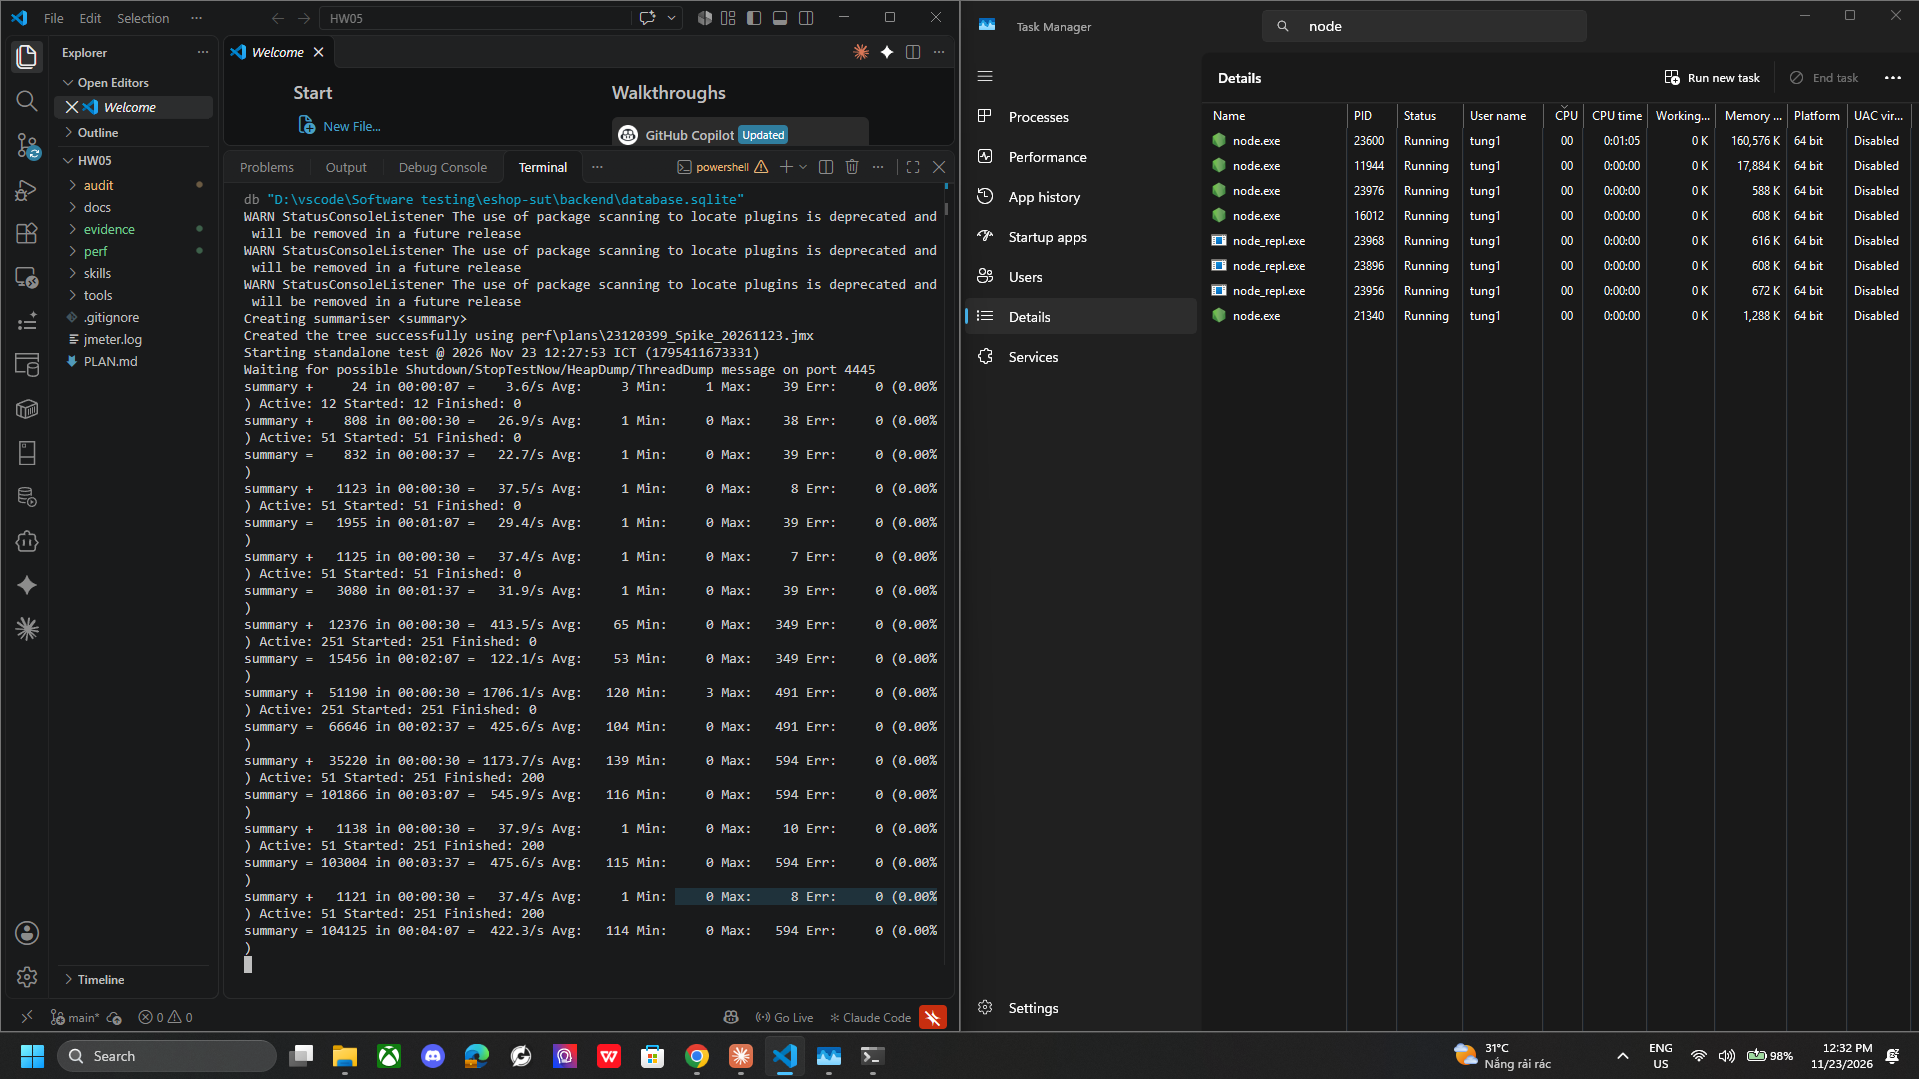 File Edit Selection ··· HW05
Explorer ···
Open Editors
Welcome
Outline
HW05
audit
docs
evidence
perf
skills
tools
.gitignore
jmeter.log
PLAN.md
Timeline
Welcome
Start
New File...
Walkthroughs
GitHub Copilot Updated
Problems Output Debug Console Terminal ··· powershell
db "D:\vscode\Software testing\eshop-sut\backend\database.sqlite"
WARN StatusConsoleListener The use of package scanning to locate plugins is deprecated and
will be removed in a future release
WARN StatusConsoleListener The use of package scanning to locate plugins is deprecated and
will be removed in a future release
WARN StatusConsoleListener The use of package scanning to locate plugins is deprecated and
will be removed in a future release
Creating summariser <summary>
Created the tree successfully using perf\plans\23120399_Spike_20261123.jmx
Starting standalone test @ 2026 Nov 23 12:27:53 ICT (1795411673331)
Waiting for possible Shutdown/StopTestNow/HeapDump/ThreadDump message on port 4445
summary + 24 in 00:00:07 = 3.6/s Avg: 3 Min: 1 Max: 39 Err: 0 (0.00%
) Active: 12 Started: 12 Finished: 0
summary + 808 in 00:00:30 = 26.9/s Avg: 1 Min: 0 Max: 38 Err: 0 (0.00%
) Active: 51 Started: 51 Finished: 0
summary = 832 in 00:00:37 = 22.7/s Avg: 1 Min: 0 Max: 39 Err: 0 (0.00%
)
summary + 1123 in 00:00:30 = 37.5/s Avg: 1 Min: 0 Max: 8 Err: 0 (0.00%
) Active: 51 Started: 51 Finished: 0
summary = 1955 in 00:01:07 = 29.4/s Avg: 1 Min: 0 Max: 39 Err: 0 (0.00%
)
summary + 1125 in 00:00:30 = 37.4/s Avg: 1 Min: 0 Max: 7 Err: 0 (0.00%
) Active: 51 Started: 51 Finished: 0
summary = 3080 in 00:01:37 = 31.9/s Avg: 1 Min: 0 Max: 39 Err: 0 (0.00%
)
summary + 12376 in 00:00:30 = 413.5/s Avg: 65 Min: 0 Max: 349 Err: 0 (0.00%
) Active: 251 Started: 251 Finished: 0
summary = 15456 in 00:02:07 = 122.1/s Avg: 53 Min: 0 Max: 349 Err: 0 (0.00%
)
summary + 51190 in 00:00:30 = 1706.1/s Avg: 120 Min: 3 Max: 491 Err: 0 (0.00%
) Active: 251 Started: 251 Finished: 0
summary = 66646 in 00:02:37 = 425.6/s Avg: 104 Min: 0 Max: 491 Err: 0 (0.00%
)
summary + 35220 in 00:00:30 = 1173.7/s Avg: 139 Min: 0 Max: 594 Err: 0 (0.00%
) Active: 51 Started: 251 Finished: 200
summary = 101866 in 00:03:07 = 545.9/s Avg: 116 Min: 0 Max: 594 Err: 0 (0.00%
)
summary + 1138 in 00:00:30 = 37.9/s Avg: 1 Min: 0 Max: 10 Err: 0 (0.00%
) Active: 51 Started: 251 Finished: 200
summary = 103004 in 00:03:37 = 475.6/s Avg: 115 Min: 0 Max: 594 Err: 0 (0.00%
)
summary + 1121 in 00:00:30 = 37.4/s Avg: 1 Min: 0 Max: 8 Err: 0 (0.00%
) Active: 51 Started: 251 Finished: 200
summary = 104125 in 00:04:07 = 422.3/s Avg: 114 Min: 0 Max: 594 Err: 0 (0.00%
)
main* 0 0 Go Live Claude Code
Task Manager
node
Processes
Performance
App history
Startup apps
Users
Details
Services
Settings
Details Run new task End task ···
Name PID Status User name CPU CPU time Working... Memory ... Platform UAC vir...
node.exe 23600 Running tung1 00 0:01:05 0 K 160,576 K 64 bit Disabled
node.exe 11944 Running tung1 00 0:00:00 0 K 17,884 K 64 bit Disabled
node.exe 23976 Running tung1 00 0:00:00 0 K 588 K 64 bit Disabled
node.exe 16012 Running tung1 00 0:00:00 0 K 608 K 64 bit Disabled
node_repl.exe 23968 Running tung1 00 0:00:00 0 K 616 K 64 bit Disabled
node_repl.exe 23896 Running tung1 00 0:00:00 0 K 608 K 64 bit Disabled
node_repl.exe 23956 Running tung1 00 0:00:00 0 K 672 K 64 bit Disabled
node.exe 21340 Running tung1 00 0:00:00 0 K 1,288 K 64 bit Disabled
Search
31°C
Nắng rải rác
ENG
US
98%
12:32 PM
11/23/2026